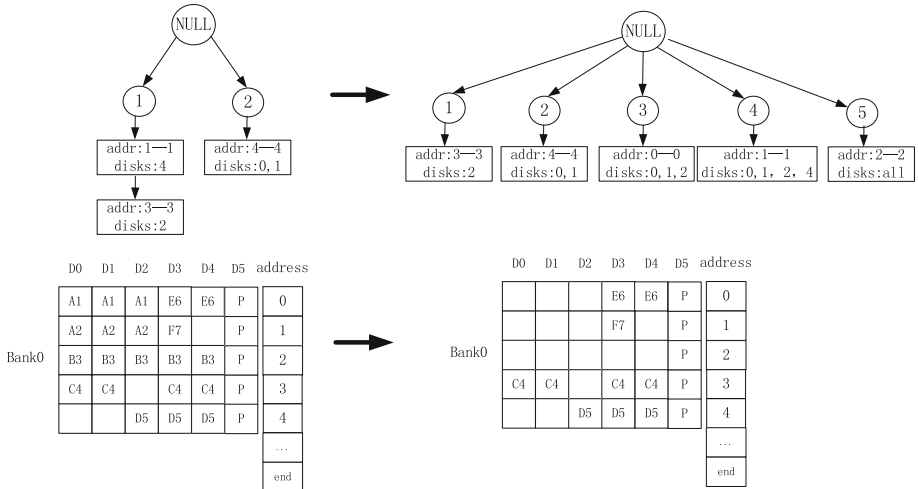 NULL
1 2
addr:1—1
disks:4
addr:4—4
disks:0,1
addr:3—3
disks:2
NULL
1 2 3 4 5
addr:3—3
disks:2
addr:4—4
disks:0,1
addr:0—0
disks:0,1,2
addr:1—1
disks:0,1, 2, 4
addr:2—2
disks:all
D0 D1 D2 D3 D4 D5 address
A1 A1 A1 E6 E6 P 0
A2 A2 A2 F7 P 1
Bank0 B3 B3 B3 B3 B3 P 2
C4 C4 C4 C4 P 3
D5 D5 D5 P 4
...
end
D0 D1 D2 D3 D4 D5 address
E6 E6 P 0
F7 P 1
Bank0 P 2
C4 C4 C4 C4 P 3
D5 D5 D5 P 4
...
end